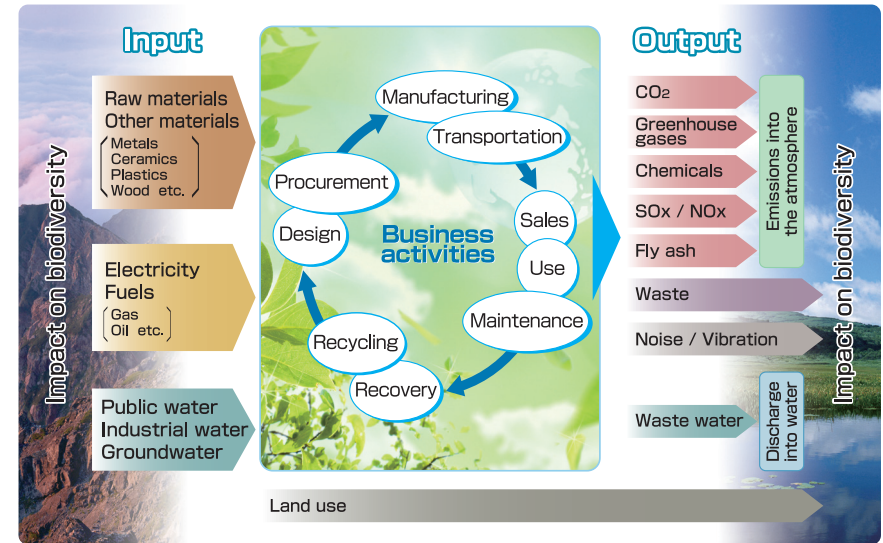 Input
Output
Impact on biodiversity
Raw materials
Other materials
Metals
Ceramics
Plastics
Wood etc.
Electricity
Fuels
Gas
Oil etc.
Public water
Industrial water
Groundwater
Business
activities
Manufacturing
Transportation
Sales
Use
Maintenance
Recovery
Recycling
Design
Procurement
CO₂
Greenhouse
gases
Chemicals
SOx / NOx
Fly ash
Emissions into
the atmosphere
Waste
Noise / Vibration
Waste water
Discharge
into water
Impact on biodiversity
Land use